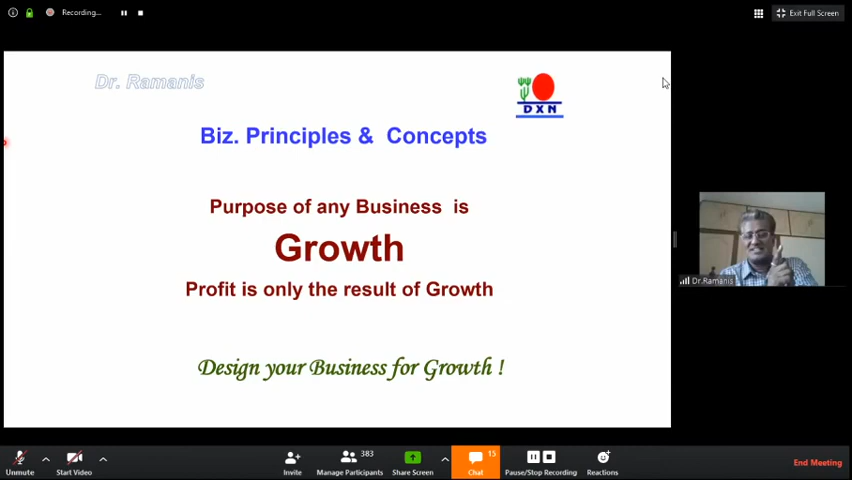 Recording...
Exit Full Screen
Dr. Ramanis
DXN
Biz. Principles & Concepts
Purpose of any Business is
Growth
Profit is only the result of Growth
Design your Business for Growth !
Dr.Ramanis
Unmute
Start Video
Invite
383
Manage Participants
Share Screen
15
Chat
Pause/Stop Recording
Reactions
End Meeting